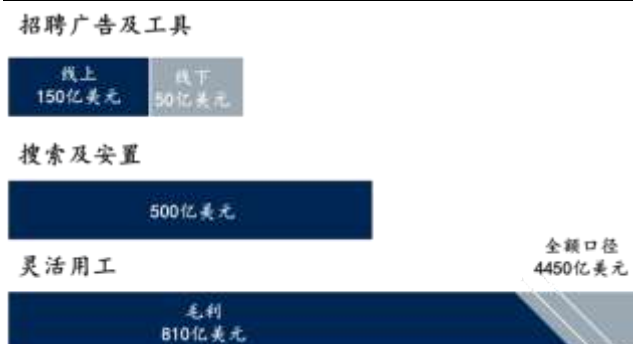 招聘广告及工具
线上
150亿美元
线下
50亿美元
搜索及安置
500亿美元
灵活用工
全额口径
4450亿美元
毛利
810亿美元